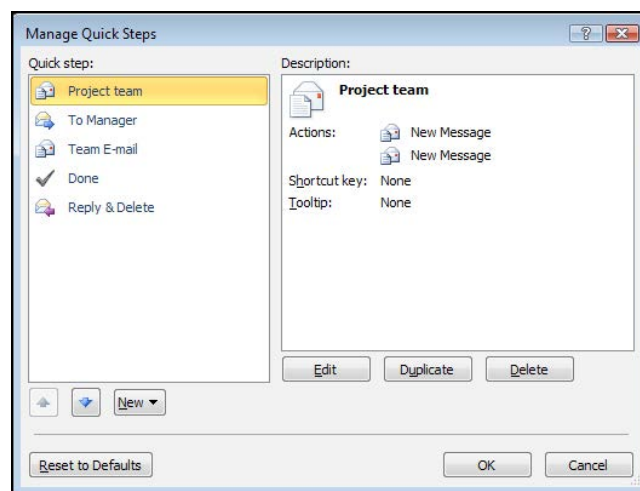 Manage Quick Steps
Quick step:
Project team
To Manager
Team E-mail
Done
Reply & Delete
New
Description:
Project team
Actions: New Message
New Message
Shortcut key: None
Tooltip: None
Edit Duplicate Delete
Reset to Defaults OK Cancel